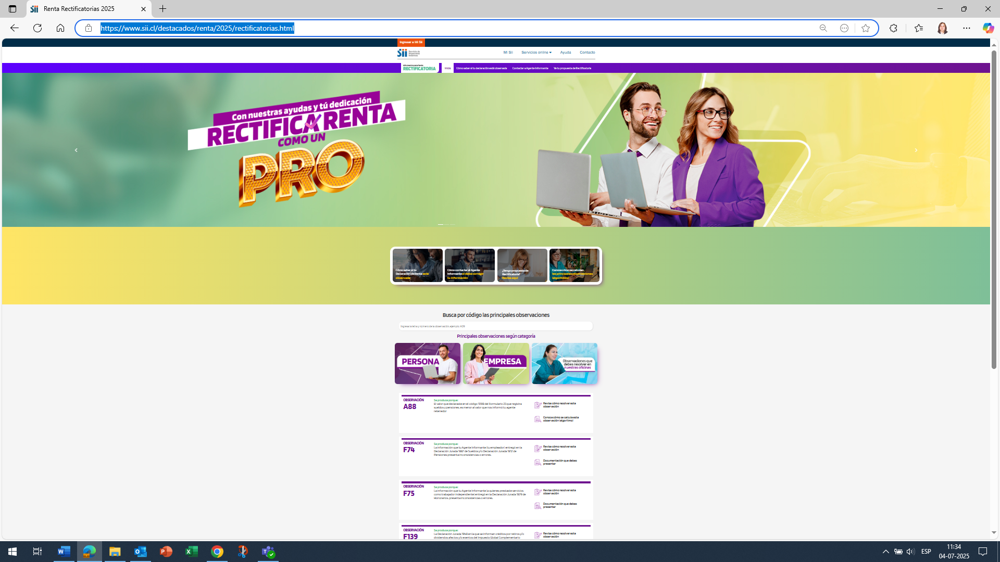 Renta Rectificatorias 2025
https://www.sii.cl/destacados/renta/2025/rectificatorias.html
Ingresar a Mi Sii
Sii Servicio de Impuestos Internos
Mi Sii Servicios online Ayuda Contacto
Información para Renta
RECTIFICATORIA
Inicio Cómo saber si tu declaración está observada Contactar a Agente Informante Ve tu propuesta de Rectificatoria
Con nuestras ayudas y tú dedicación
RECTIFICA RENTA
COMO UN
PRO
Cómo saber si tu
Declaración de Renta está
observada
Cómo contactar al Agente
Informante si debe corregir
tu información
¿Tengo propuesta de
Rectificatoria?
Revisa aquí
Conoce cómo se calculan
las principales observaciones
(algoritmo)
Busca por código las principales observaciones
Ingresa la letra y número de la observación, ejemplo: A09
Principales observaciones según categoría
PERSONA
EMPRESA
Observaciones que
debes resolver en
nuestras oficinas
OBSERVACIÓN
A88
Se produce porque:
El valor que declaraste en el código 1098 del Formulario 22 que registra
sueldos y pensiones, es menor al valor que nos informó tu agente
retenedor
Revisa cómo resolver esta
observación
Conoce cómo se calcula esta
observación (algoritmo)
OBSERVACIÓN
F74
Se produce porque:
La información que tu Agente Informante (tu empleador) entregó en la
Declaración Jurada 1887 de Sueldos y/o Declaración Jurada 1812 de
Pensiones presenta inconsistencias o errores.
Revisa cómo resolver esta
observación
Documentación que debes
presentar
OBSERVACIÓN
F75
Se produce porque:
La información que tu Agente Informante (a quienes prestaste servicios
como trabajador independiente) entregó en la Declaración Jurada 1879 de
Honorarios, presenta inconsistencias o errores.
Revisa cómo resolver esta
observación
Documentación que debes
presentar
OBSERVACIÓN
F139
Se produce porque:
La Declaración Jurada 1948 en la que se informan créditos por retiros y/o
dividendos afectos y/o exentos del Impuesto Global Complementario
Revisa cómo resolver esta
observación
ESP
11:34
04-07-2025